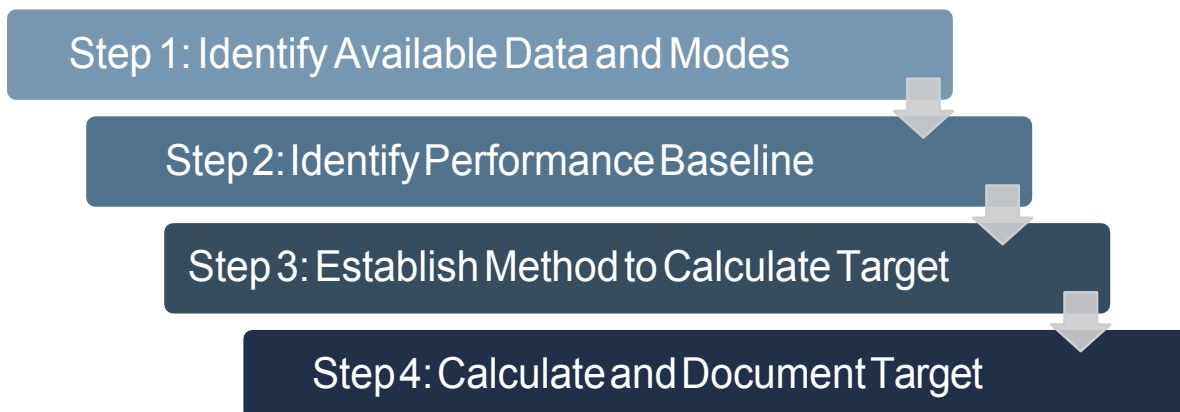 Step 1: Identify Available Data and Modes
Step 2: Identify Performance Baseline
Step 3: Establish Method to Calculate Target
Step 4: Calculate and Document Target